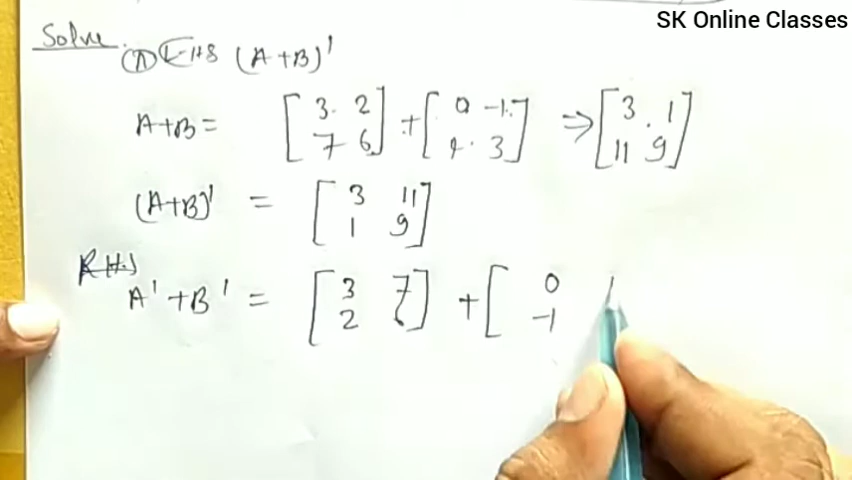 SK Online Classes
Solve.
① LHS (A+B)'
A+B = [3 2 7 6] + [0 -1 4 3] ⇒ [3 1 11 9]
(A+B)' = [3 11 1 9]
RHS
A' + B' = [3 7 2 6] + [0 -1